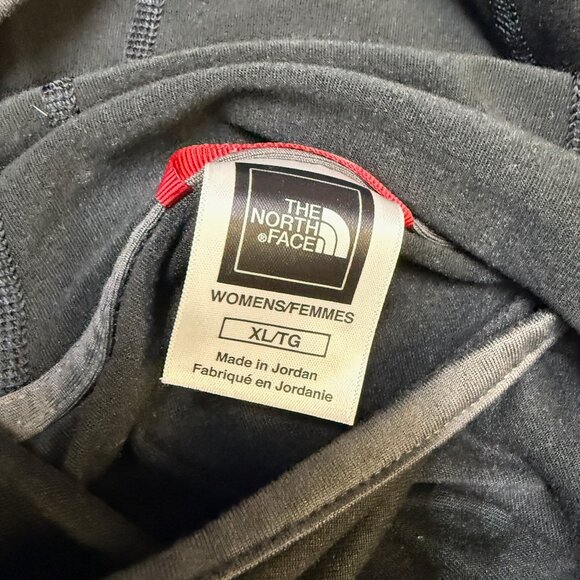 THE
NORTH
®FACE
WOMENS/FEMMES
XL/TG
Made in Jordan
Fabriqué en Jordanie